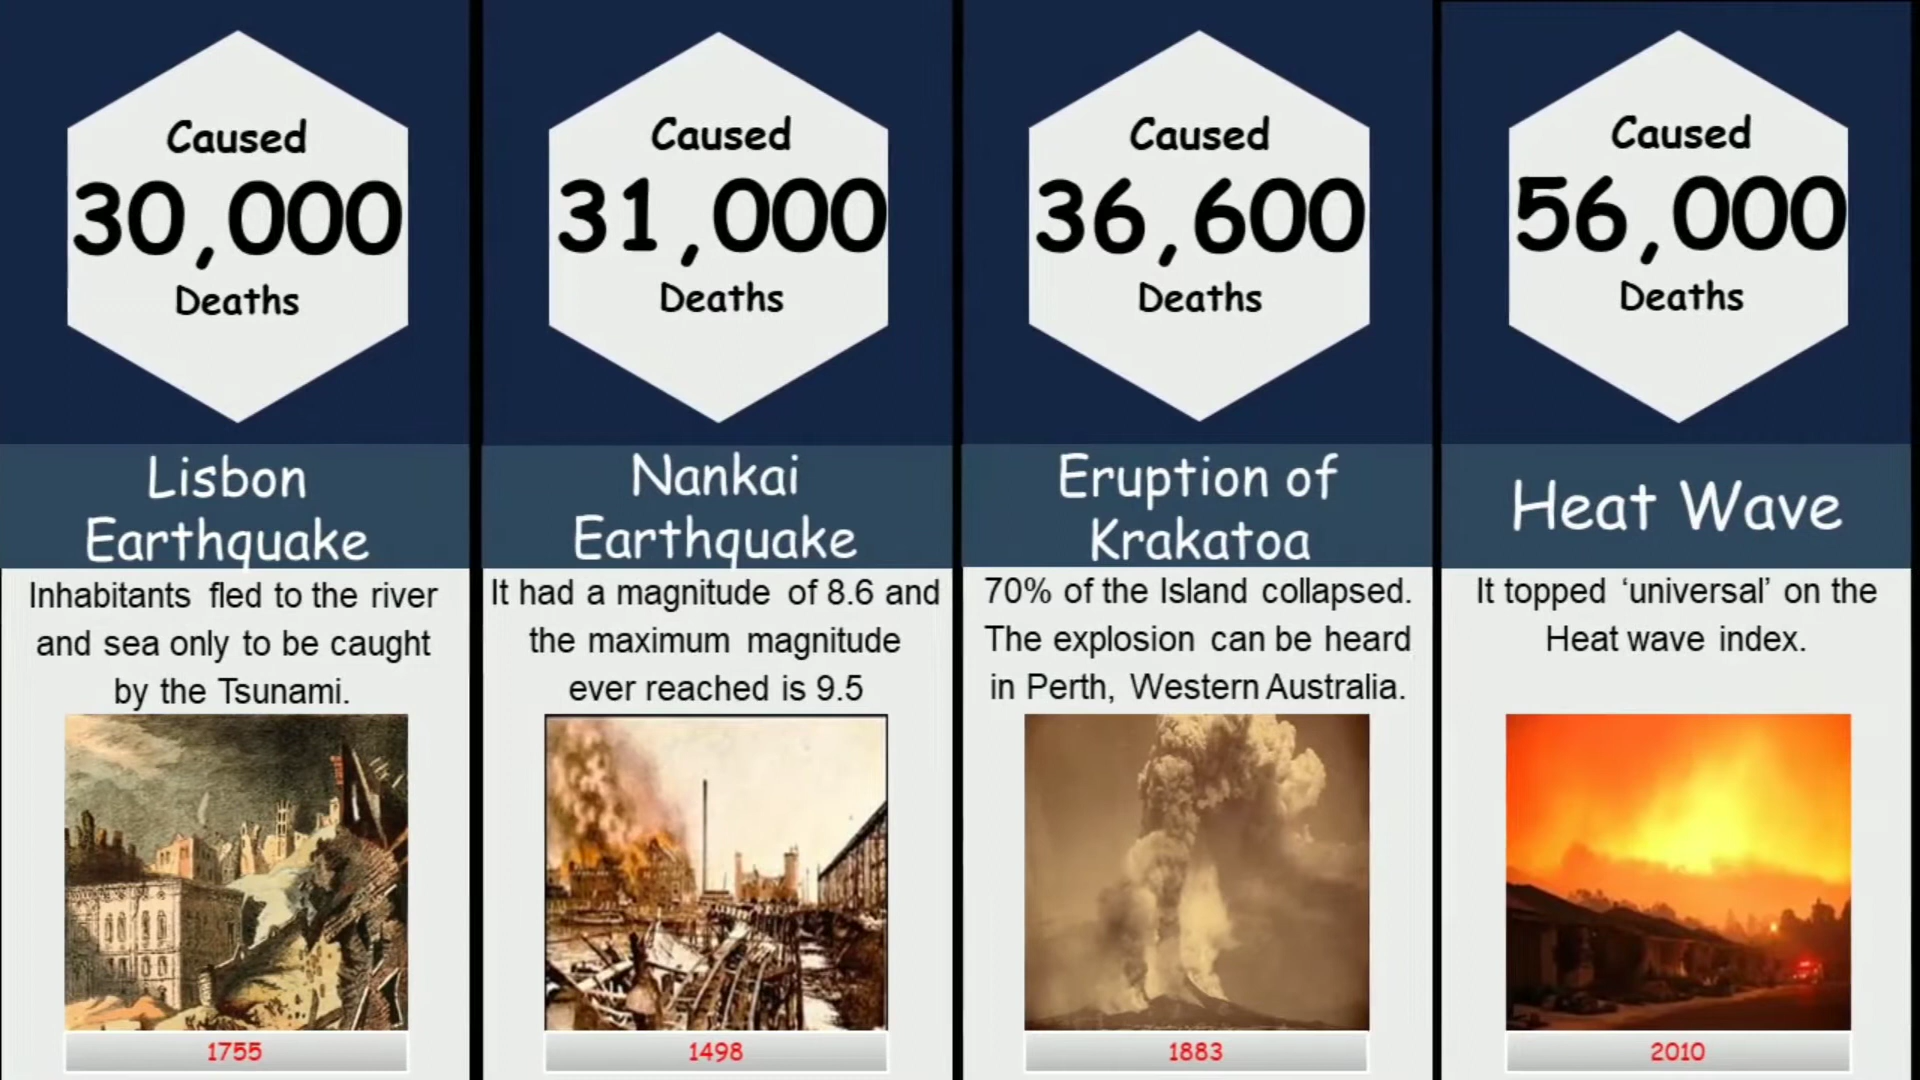 Caused
30,000
Deaths
Lisbon
Earthquake
Inhabitants fled to the river
and sea only to be caught
by the Tsunami.
1755
Caused
31,000
Deaths
Nankai
Earthquake
It had a magnitude of 8.6 and
the maximum magnitude
ever reached is 9.5
1498
Caused
36,600
Deaths
Eruption of
Krakatoa
70% of the Island collapsed.
The explosion can be heard
in Perth, Western Australia.
1883
Caused
56,000
Deaths
Heat Wave
It topped ‘universal’ on the
Heat wave index.
2010